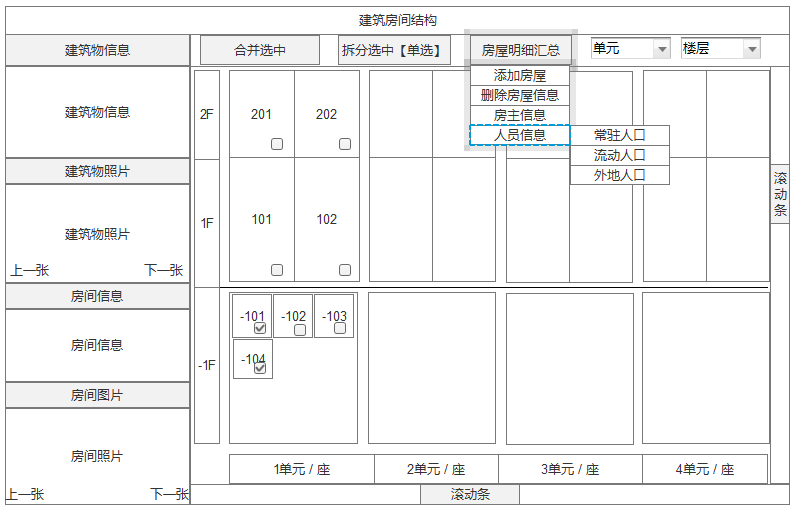 建筑房间结构
建筑物信息
合并选中
拆分选中【单选】
房屋明细汇总
单元
楼层
添加房屋
删除房屋信息
房主信息
人员信息
常驻人口
流动人口
外地人口
建筑物信息
建筑物照片
建筑物照片
上一张 下一张
房间信息
房间信息
房间图片
房间照片
上一张 下一张
2F
201 202
1F
101 102
-1F
-101 -102 -103
-104
1单元 / 座 2单元 / 座 3单元 / 座 4单元 / 座
滚动条
滚
动
条